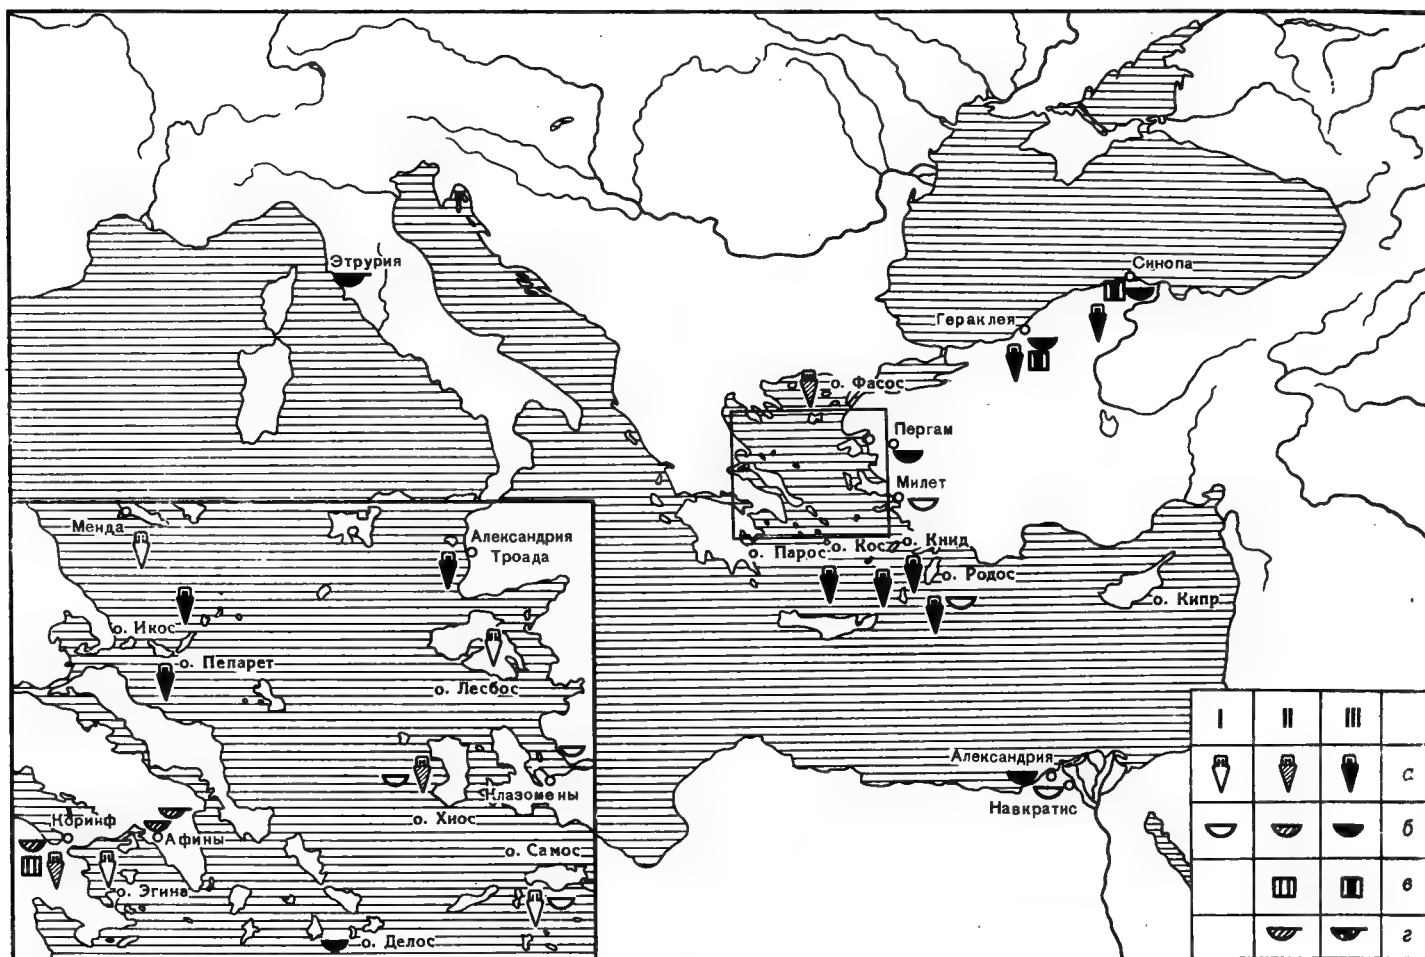 Этрурия
Синопа
Гераклея
о. Фасос
Пергам
Милет
о. Парос
о. Кос
о. Книд
о. Родос
о. Кипр
Менда
Александрия
Троада
о. Икос
о. Пепарет
о. Лесбос
Клазомены
о. Хиос
Коринф
Афины
о. Самос
о. Эгина
о. Делос
Александрия
Навкратис
I II III
а
б
в
г